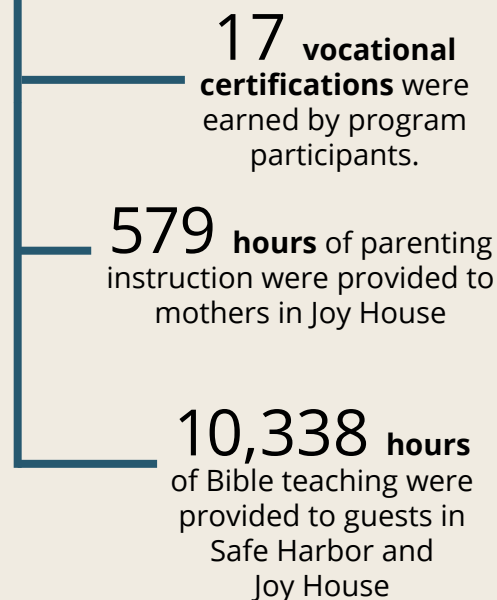 17 vocational
certifications were
earned by program
participants.
579 hours of parenting
instruction were provided to
mothers in Joy House
10,338 hours
of Bible teaching were
provided to guests in
Safe Harbor and
Joy House